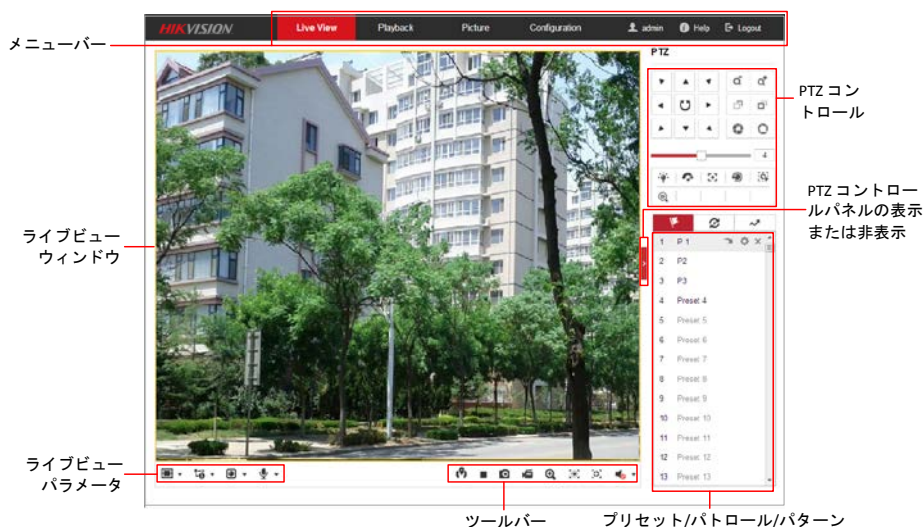 HIKVISION Live View Playback Picture Configuration admin Help Logout
メニューバー
PTZ
PTZ コン
トロール
4
PTZ コントロー
ルパネルの表示
または非表示
ライブビュー
ウィンドウ
1 P 1
2 P2
3 P3
4 Preset 4
5 Preset 5
6 Preset 6
7 Preset 7
8 Preset 8
9 Preset 9
10 Preset 10
11 Preset 11
12 Preset 12
13 Preset 13
ライブビュー
パラメータ
ツールバー
プリセット/パトロール/パターン